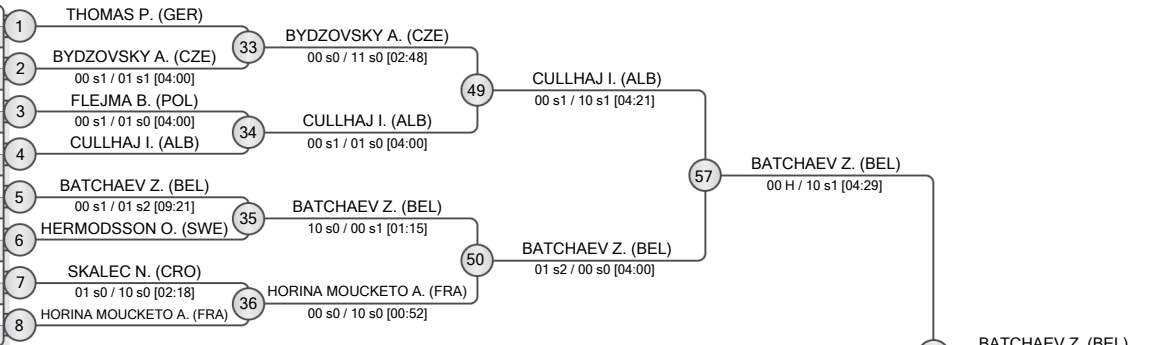 1
THOMAS P. (GER)
2
BYDZOVSKY A. (CZE)
00 s1 / 01 s1 [04:00]
3
FLEJMA B. (POL)
00 s1 / 01 s0 [04:00]
4
CULLHAJ I. (ALB)
5
BATCHAEV Z. (BEL)
00 s1 / 01 s2 [09:21]
6
HERMODSSON O. (SWE)
7
SKALEC N. (CRO)
01 s0 / 10 s0 [02:18]
8
HORINA MOUCKETO A. (FRA)
33
BYDZOVSKY A. (CZE)
00 s0 / 11 s0 [02:48]
34
CULLHAJ I. (ALB)
00 s1 / 01 s0 [04:00]
35
BATCHAEV Z. (BEL)
10 s0 / 00 s1 [01:15]
36
HORINA MOUCKETO A. (FRA)
00 s0 / 10 s0 [00:52]
49
CULLHAJ I. (ALB)
00 s1 / 10 s1 [04:21]
50
BATCHAEV Z. (BEL)
01 s2 / 00 s0 [04:00]
57
BATCHAEV Z. (BEL)
00 H / 10 s1 [04:29]
BATCHAEV Z. (BEL)